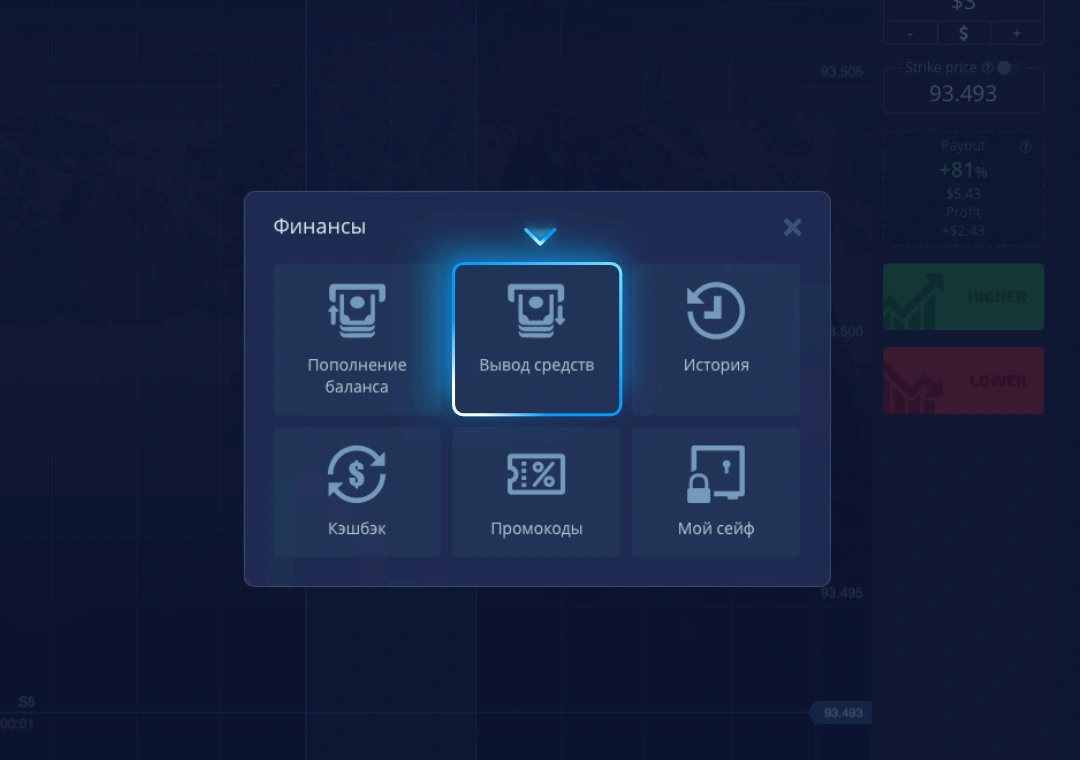 $3
- $ +
93.505
Strike price ?
93.493
Payout ?
+81%
$5.43
Profit
+$2.43
Финансы
HIGHER
93.500
Пополнение
баланса
Вывод средств
История
LOWER
Кэшбэк
Промокоды
Мой сейф
93.495
S5
93.493
00:01